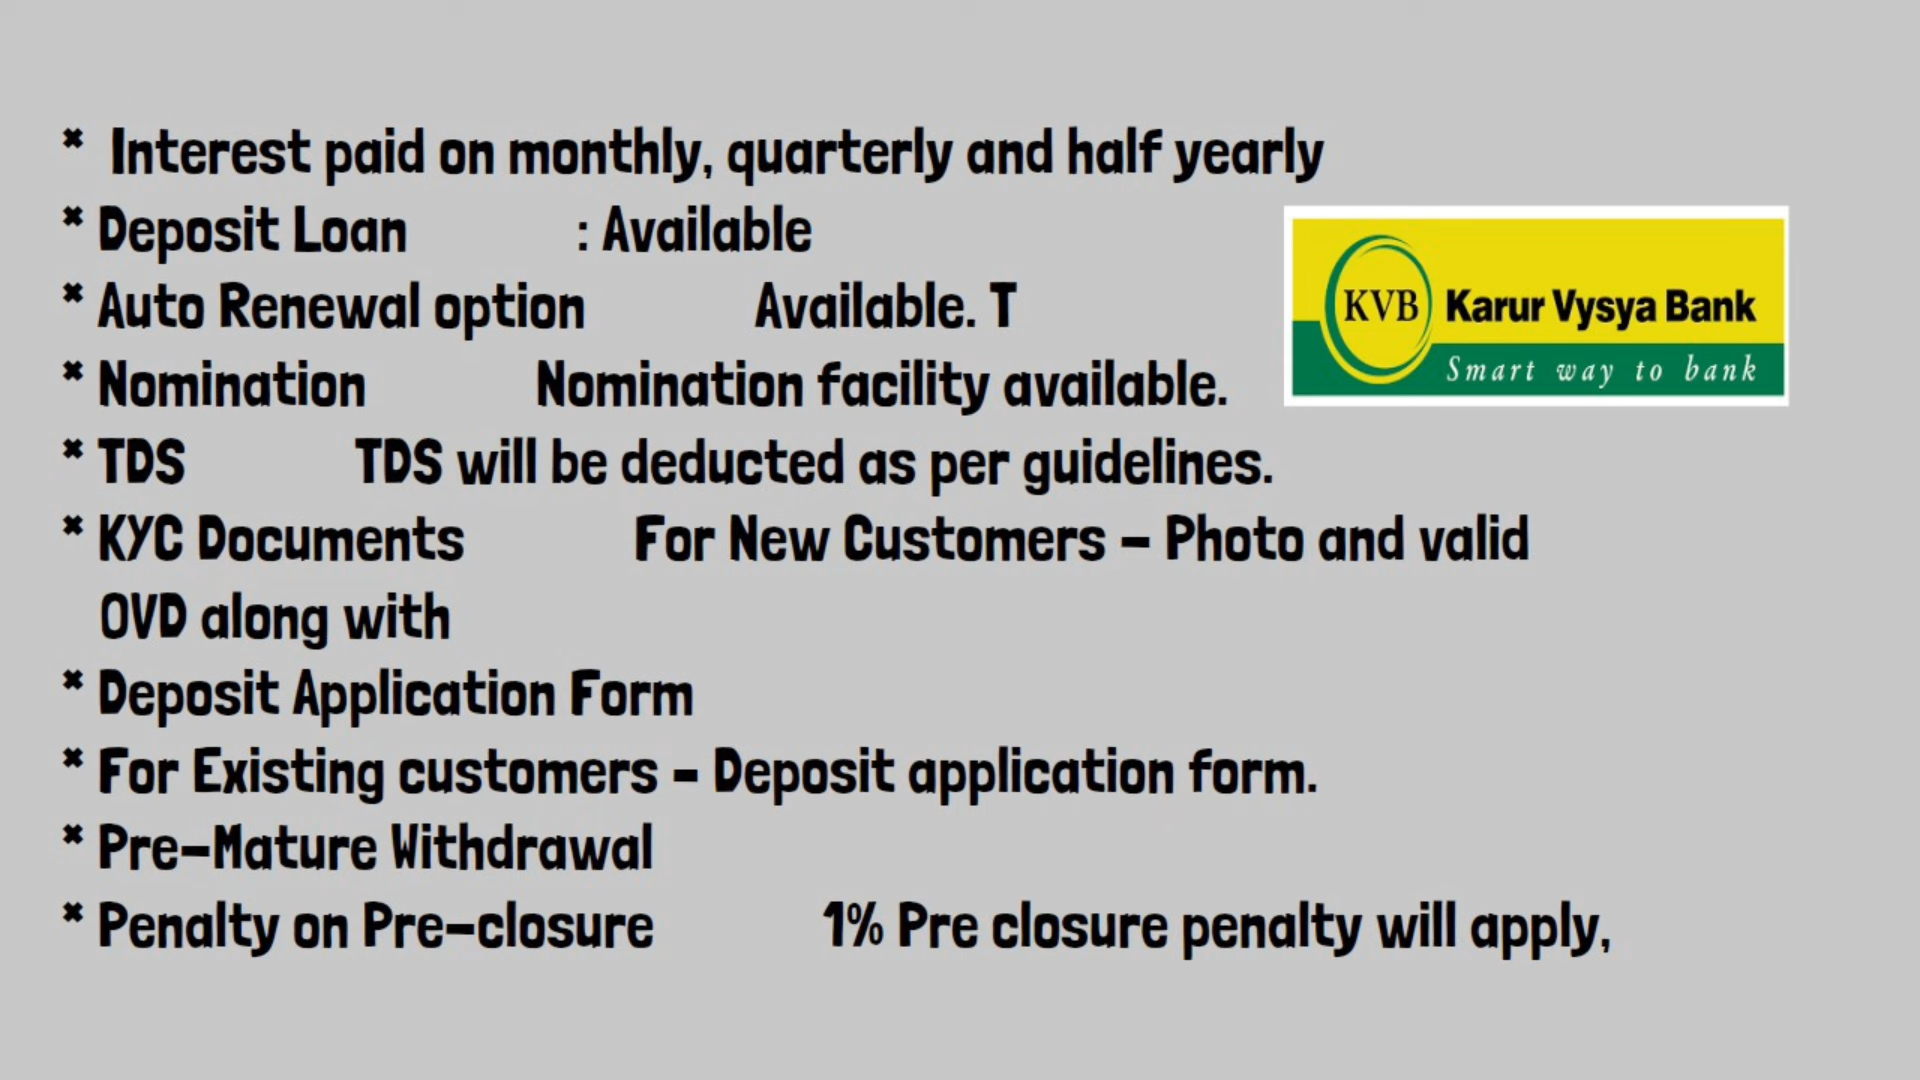 * Interest paid on monthly, quarterly and half yearly
* Deposit Loan : Available
* Auto Renewal option Available. T
* Nomination Nomination facility available.
KVB Karur Vysya Bank
Smart way to bank
* TDS TDS will be deducted as per guidelines.
* KYC Documents For New Customers – Photo and valid
OVD along with
* Deposit Application Form
* For Existing customers - Deposit application form.
* Pre–Mature Withdrawal
* Penalty on Pre–closure 1% Pre closure penalty will apply,